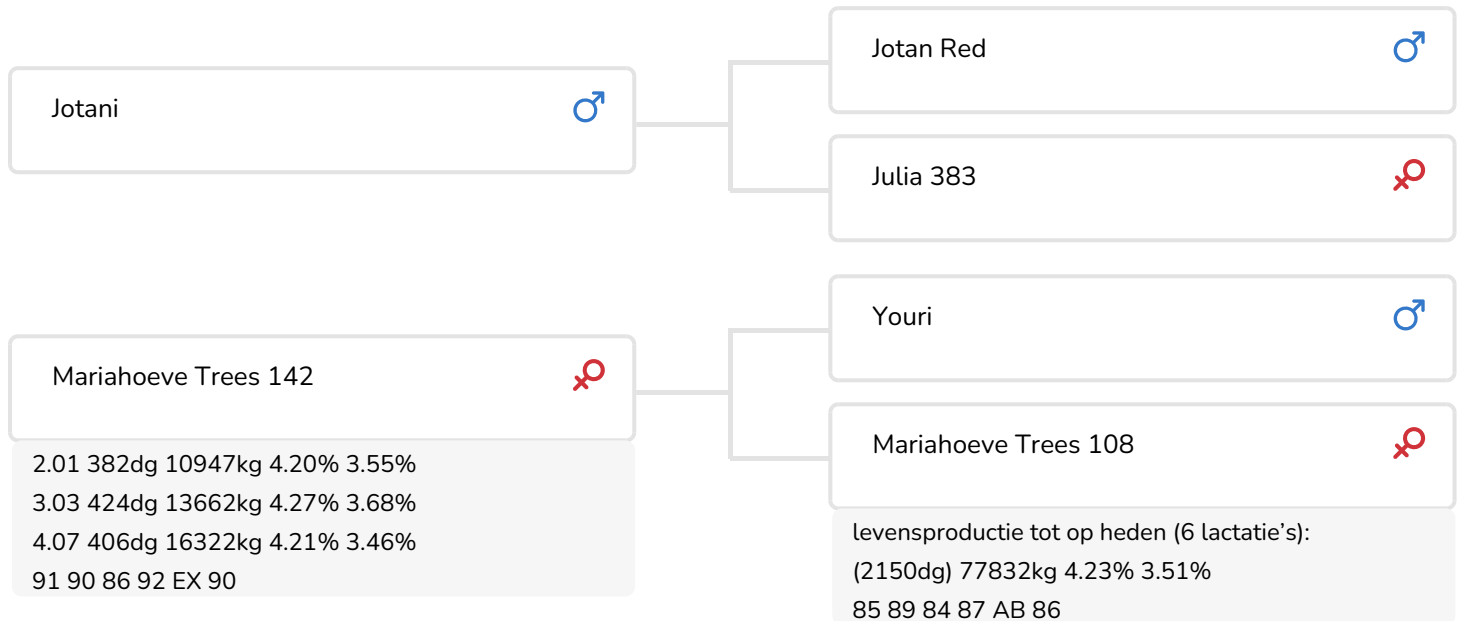 Jotani
Jotan Red
Julia 383
Mariahoeve Trees 142
2.01 382dg 10947kg 4.20% 3.55%
3.03 424dg 13662kg 4.27% 3.68%
4.07 406dg 16322kg 4.21% 3.46%
91 90 86 92 EX 90
Youri
Mariahoeve Trees 108
levensproductie tot op heden (6 lactatie’s):
(2150dg) 77832kg 4.23% 3.51%
85 89 84 87 AB 86